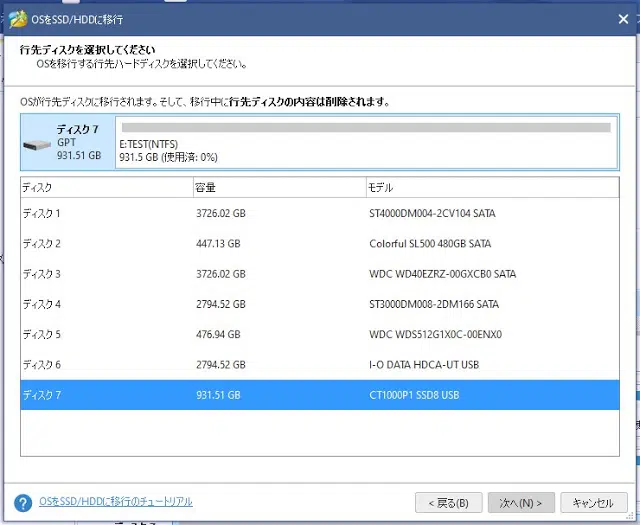 OSをSSD/HDDに移行
行先ディスクを選択してください
OSを移行する行先ハードディスクを選択してください。
OSが行先ディスクに移行されます。そして、移行中に行先ディスクの内容は削除されます。
ディスク 7
GPT
931.51 GB
E:TEST(NTFS)
931.5 GB (使用済: 0%)
ディスク 容量 モデル
ディスク 1 3726.02 GB ST4000DM004-2CV104 SATA
ディスク 2 447.13 GB Colorful SL500 480GB SATA
ディスク 3 3726.02 GB WDC WD40EZRZ-00GXCB0 SATA
ディスク 4 2794.52 GB ST3000DM008-2DM166 SATA
ディスク 5 476.94 GB WDC WDS512G1X0C-00ENX0
ディスク 6 2794.52 GB I-O DATA HDCA-UT USB
ディスク 7 931.51 GB CT1000P1 SSD8 USB
OSをSSD/HDDに移行のチュートリアル
< 戻る(B) 次へ(N) > キャンセル